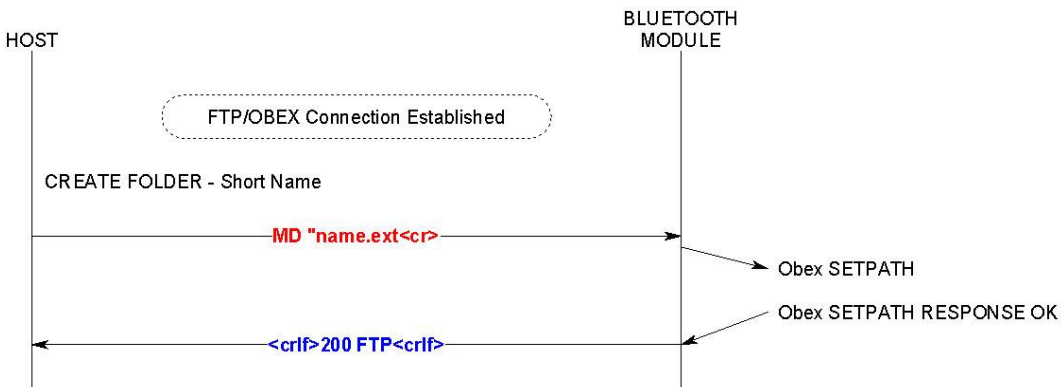 HOST
BLUETOOTH
MODULE
FTP/OBEX Connection Established
CREATE FOLDER - Short Name
MD "name.ext<cr>
Obex SETPATH
Obex SETPATH RESPONSE OK
<crlf>200 FTP<crlf>